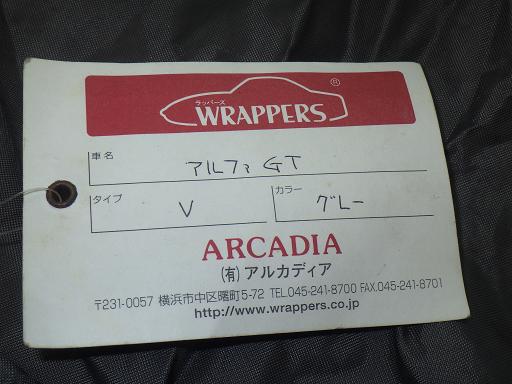 ラッパーズ
WRAPPERS®
車名 アルファ GT
タイプ V カラー グレー
ARCADIA
(有)アルカディア
〒231-0057 横浜市中区曙町5-72 TEL.045-241-8700 FAX.045-241-8701
http://www.wrappers.co.jp